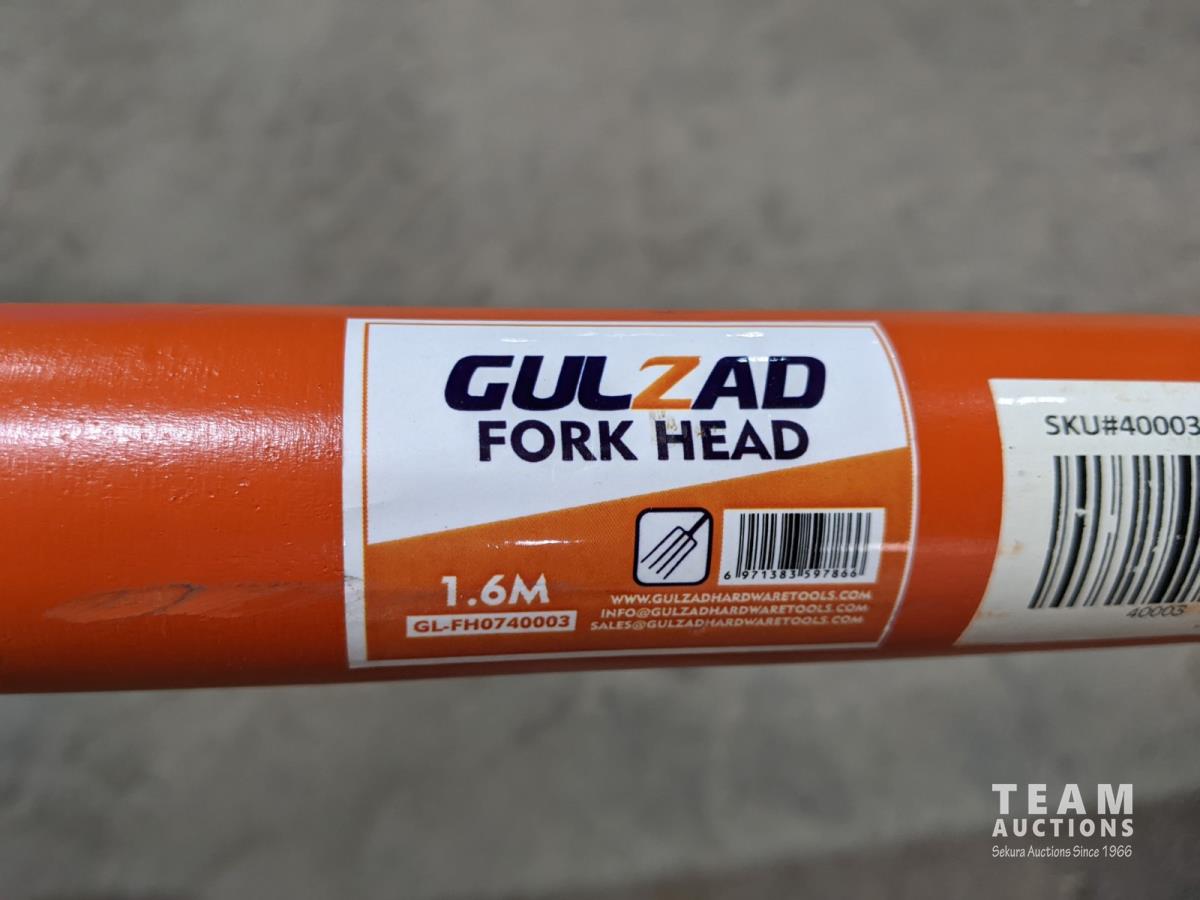 GULZAD
FORK HEAD
6 971383 597866
1.6M
GL-FH0740003
WWW.GULZADHARDWARETOOLS.COM
INFO@GULZADHARDWARETOOLS.COM
SALES@GULZADHARDWARETOOLS.COM
SKU#40003
40003
TEAM
AUCTIONS
Sekura Auctions Since 1966